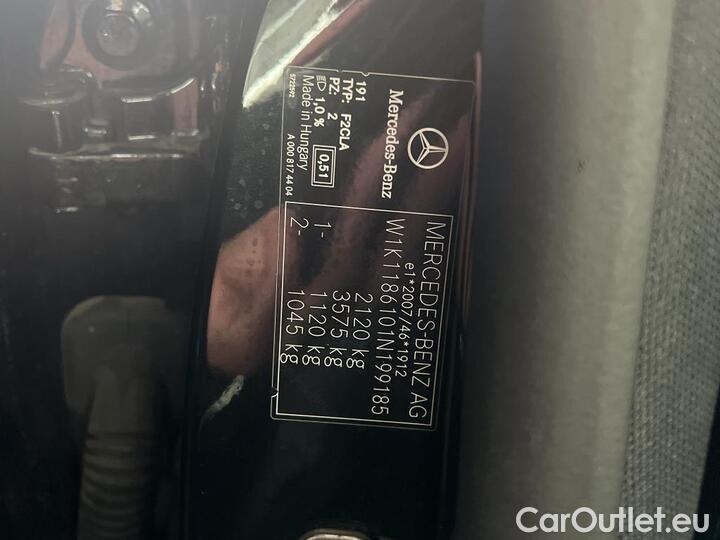 Mercedes-Benz
191
TYP: F2CLA
PZ: 2
1,0 % 0,51
Made in Hungary
S722592 A 000 817 44 04
MERCEDES-BENZ AG
e1*2007/46*1912
W1K1186101N199185
2120 kg
3575 kg
1- 1120 kg
2- 1045 kg
CarOutlet.eu